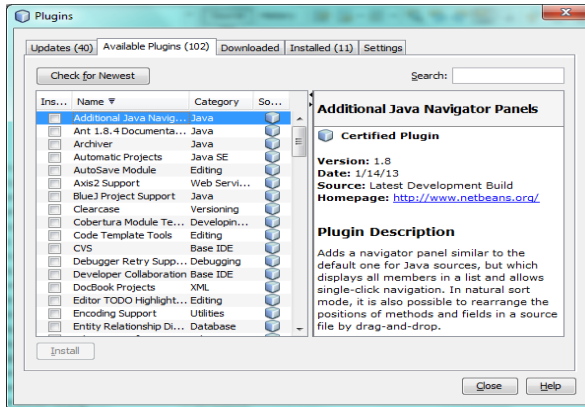 Plugins
Updates (40) Available Plugins (102) Downloaded Installed (11) Settings
Check for Newest Search:
Ins... Name Category So...
Additional Java Navig... Java
Ant 1.8.4 Documenta... Java
Archiver Java
Automatic Projects Java SE
AutoSave Module Editing
Axis2 Support Web Servi...
BlueJ Project Support Java
Clearcase Versioning
Cobertura Module Te... Developin...
Code Template Tools Editing
CVS Base IDE
Debugger Retry Supp... Debugging
Developer Collaboration Base IDE
DocBook Projects XML
Editor TODO Highlight... Editing
Encoding Support Utilities
Entity Relationship Di... Database
Additional Java Navigator Panels
Certified Plugin
Version: 1.8
Date: 1/14/13
Source: Latest Development Build
Homepage: http://www.netbeans.org/
Plugin Description
Adds a navigator panel similar to the
default one for Java sources, but which
displays all members in a list and allows
single-click navigation. In natural sort
mode, it is also possible to rearrange the
positions of methods and fields in a source
file by drag-and-drop.
Install
Close Help